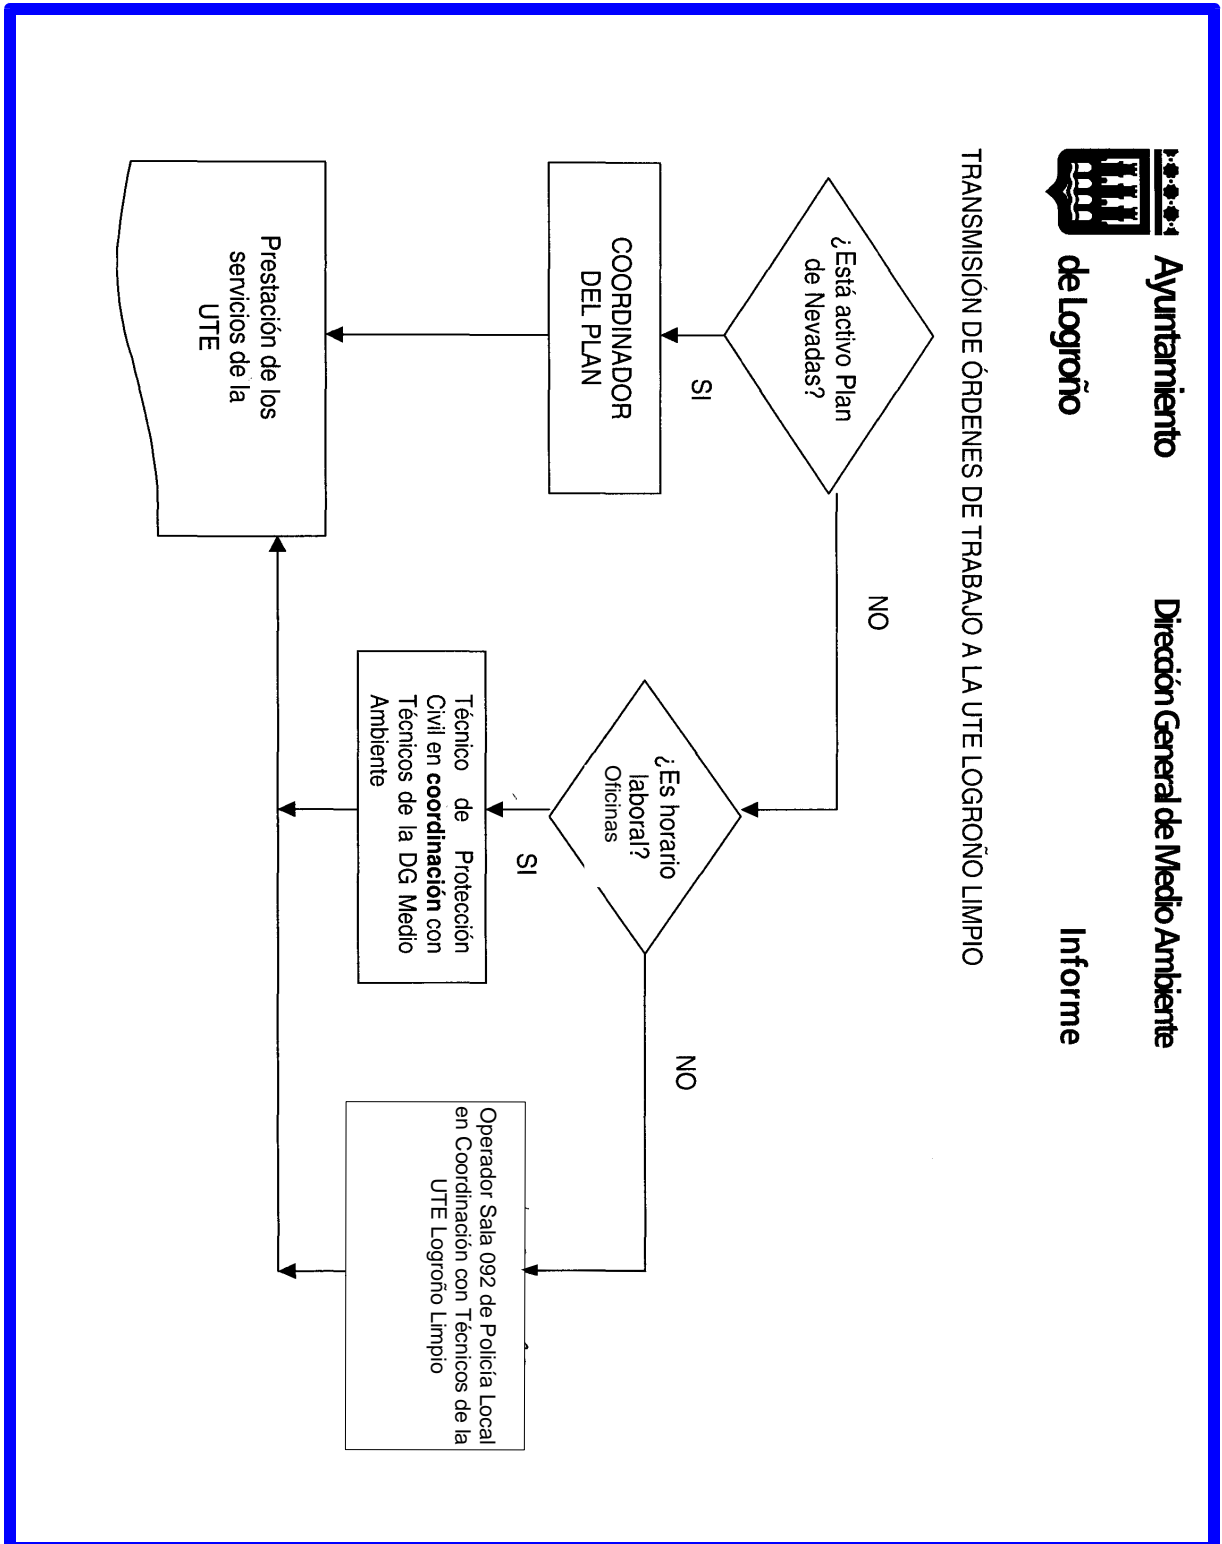 Ayuntamiento
de Logroño
Dirección General de Medio Ambiente
Informe
TRANSMISIÓN DE ÓRDENES DE TRABAJO A LA UTE LOGROÑO LIMPIO
¿Está activo Plan
de Nevadas?
NO
SI
COORDINADOR
DEL PLAN
¿Es horario
laboral?
Oficinas
NO
SI
Técnico de Protección
Civil en coordinación con
Técnicos de la DG Medio
Ambiente
Operador Sala 092 de Policía Local
en Coordinación con Técnicos de la
UTE Logroño Limpio
Prestación de los
servicios de la
UTE